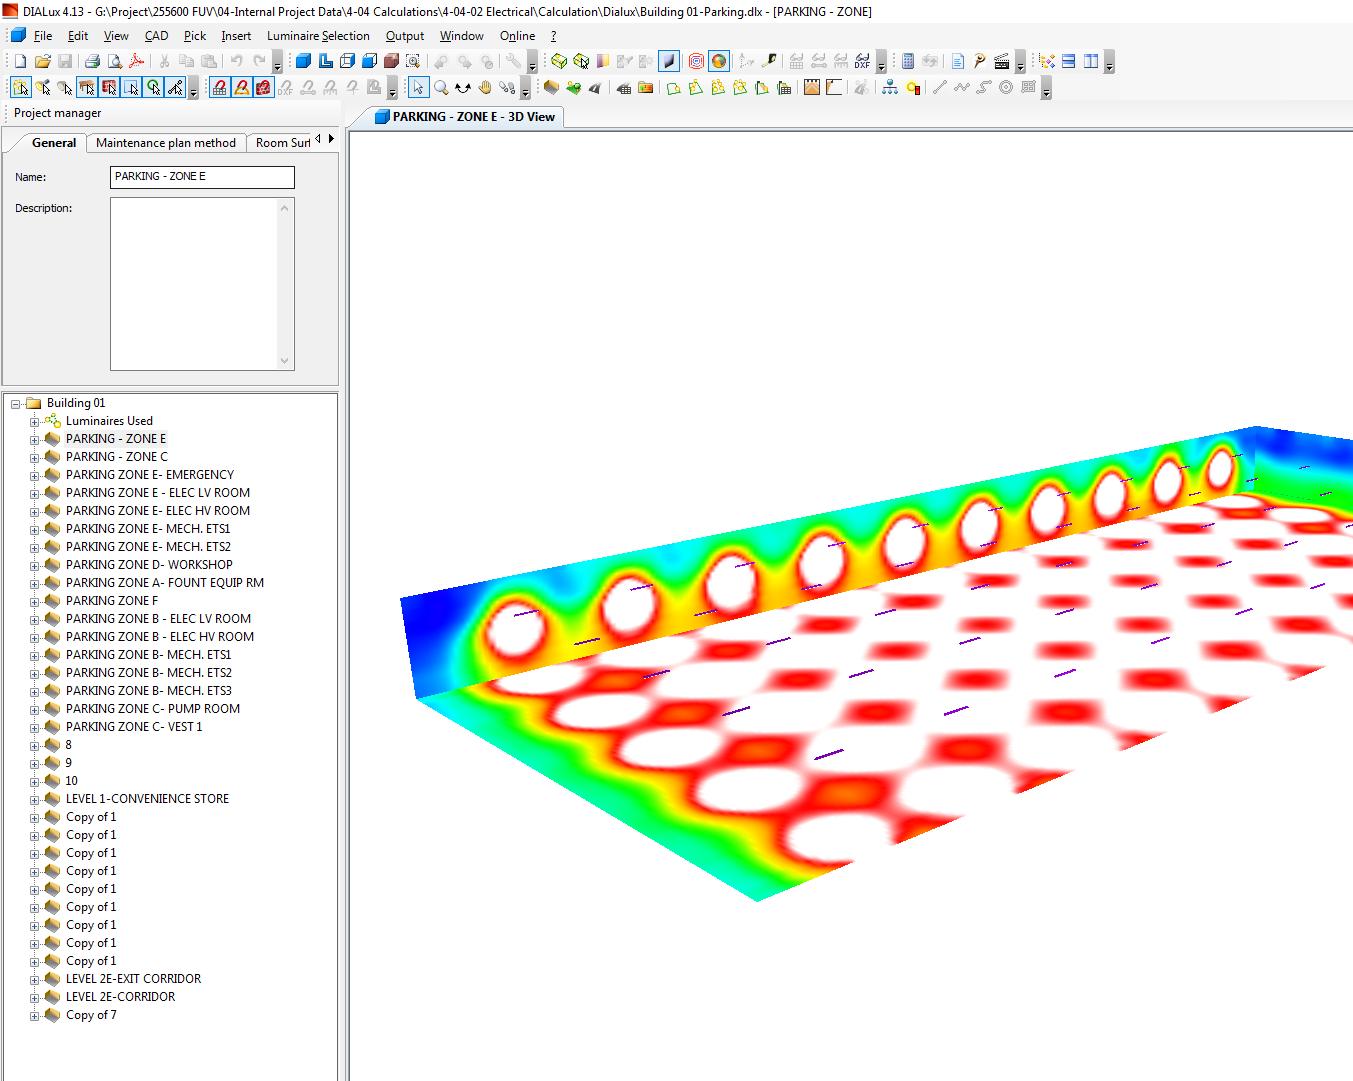 DIALux 4.13 - G:\Project\255600 FUV\04-Internal Project Data\4-04 Calculations\4-04-02 Electrical\Calculation\Dialux\Building 01-Parking.dlx - [PARKING - ZONE]
File Edit View CAD Pick Insert Luminaire Selection Output Window Online ?
Project manager
PARKING - ZONE E - 3D View
General Maintenance plan method Room Surf
Name: PARKING - ZONE E
Description:
Building 01
Luminaires Used
PARKING - ZONE E
PARKING - ZONE C
PARKING ZONE E- EMERGENCY
PARKING ZONE E - ELEC LV ROOM
PARKING ZONE E- ELEC HV ROOM
PARKING ZONE E- MECH. ETS1
PARKING ZONE E- MECH. ETS2
PARKING ZONE D- WORKSHOP
PARKING ZONE A- FOUNT EQUIP RM
PARKING ZONE F
PARKING ZONE B - ELEC LV ROOM
PARKING ZONE B - ELEC HV ROOM
PARKING ZONE B- MECH. ETS1
PARKING ZONE B- MECH. ETS2
PARKING ZONE B- MECH. ETS3
PARKING ZONE C- PUMP ROOM
PARKING ZONE C- VEST 1
8
9
10
LEVEL 1-CONVENIENCE STORE
Copy of 1
Copy of 1
Copy of 1
Copy of 1
Copy of 1
Copy of 1
Copy of 1
Copy of 1
Copy of 1
LEVEL 2E-EXIT CORRIDOR
LEVEL 2E-CORRIDOR
Copy of 7